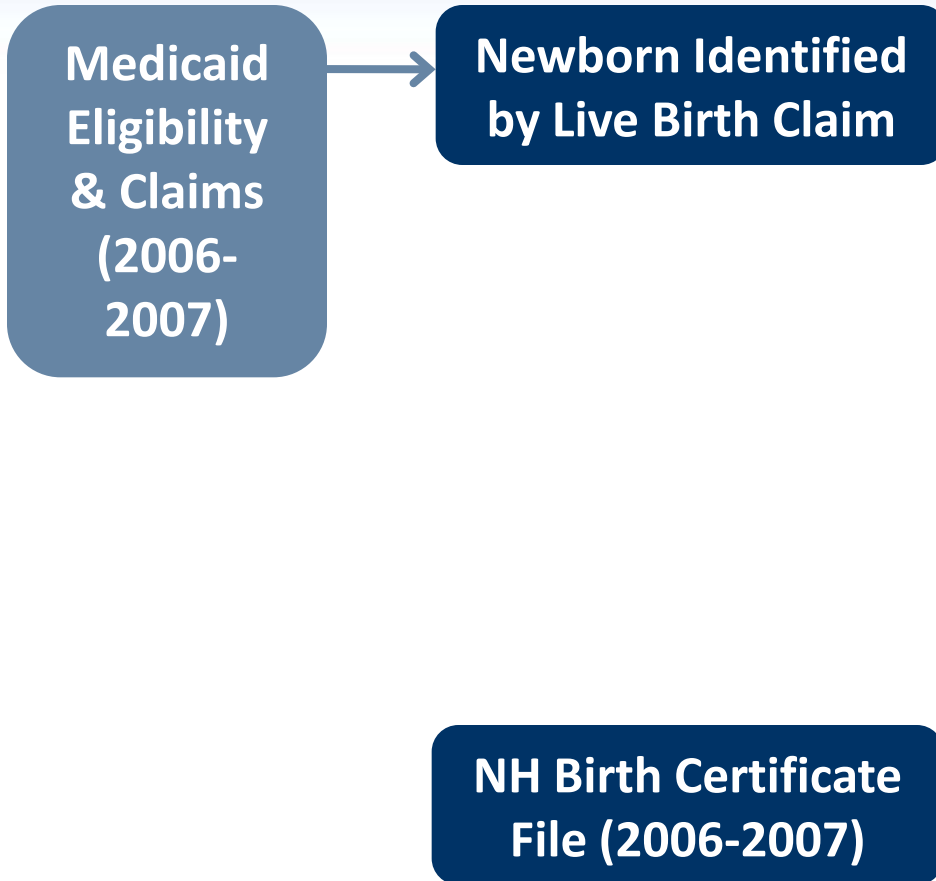 Medicaid
Eligibility
& Claims
(2006-
2007)
Newborn Identified
by Live Birth Claim
NH Birth Certificate
File (2006-2007)